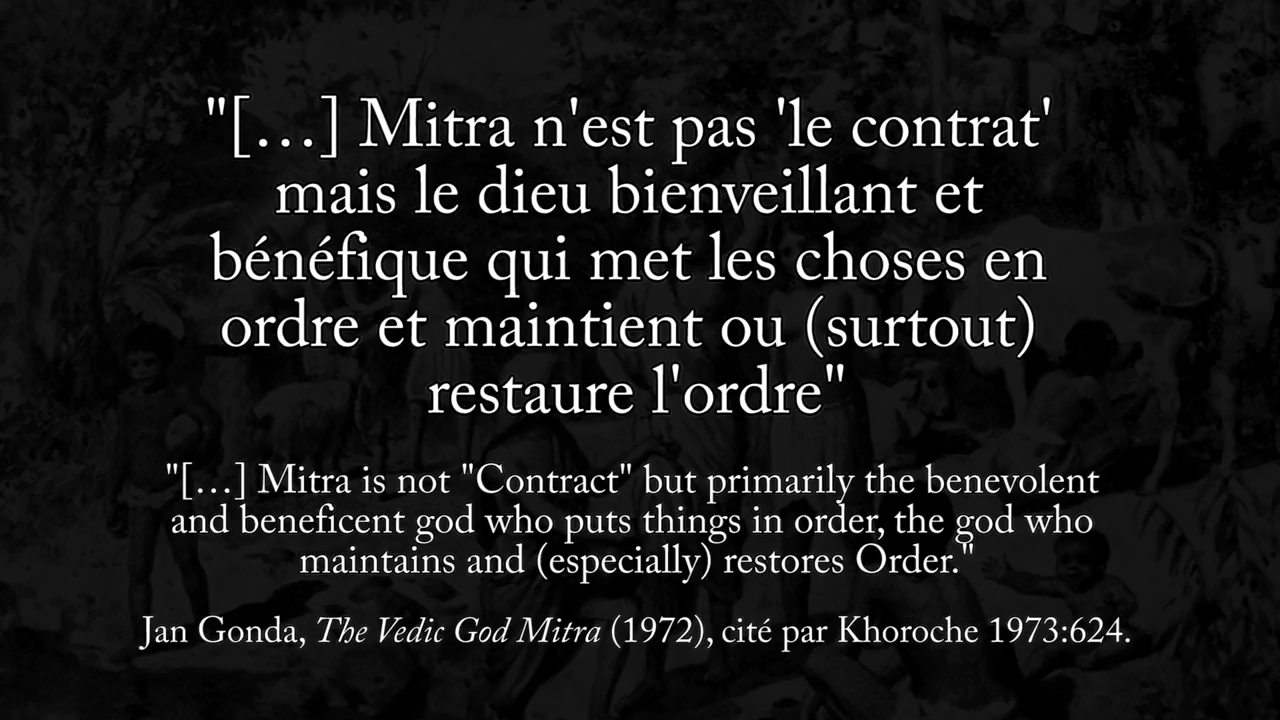 "[…] Mitra n'est pas 'le contrat'
mais le dieu bienveillant et
bénéfique qui met les choses en
ordre et maintient ou (surtout)
restaure l'ordre"
"[…] Mitra is not "Contract" but primarily the benevolent
and beneficent god who puts things in order, the god who
maintains and (especially) restores Order."
Jan Gonda, The Vedic God Mitra (1972), cité par Khoroche 1973:624.